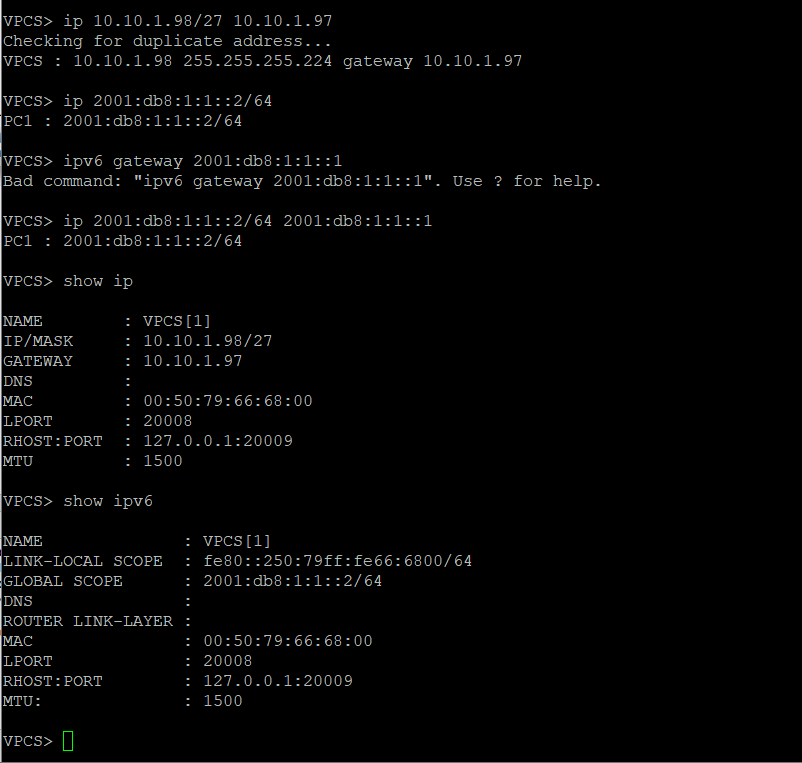 VPCS> ip 10.10.1.98/27 10.10.1.97
Checking for duplicate address...
VPCS : 10.10.1.98 255.255.255.224 gateway 10.10.1.97
VPCS> ip 2001:db8:1:1::2/64
PC1 : 2001:db8:1:1::2/64
VPCS> ipv6 gateway 2001:db8:1:1::1
Bad command: "ipv6 gateway 2001:db8:1:1::1". Use ? for help.
VPCS> ip 2001:db8:1:1::2/64 2001:db8:1:1::1
PC1 : 2001:db8:1:1::2/64
VPCS> show ip
NAME        : VPCS[1]
IP/MASK     : 10.10.1.98/27
GATEWAY     : 10.10.1.97
DNS         :
MAC         : 00:50:79:66:68:00
LPORT       : 20008
RHOST:PORT  : 127.0.0.1:20009
MTU         : 1500
VPCS> show ipv6
NAME              : VPCS[1]
LINK-LOCAL SCOPE  : fe80::250:79ff:fe66:6800/64
GLOBAL SCOPE      : 2001:db8:1:1::2/64
DNS               :
ROUTER LINK-LAYER :
MAC               : 00:50:79:66:68:00
LPORT             : 20008
RHOST:PORT        : 127.0.0.1:20009
MTU:              : 1500
VPCS>